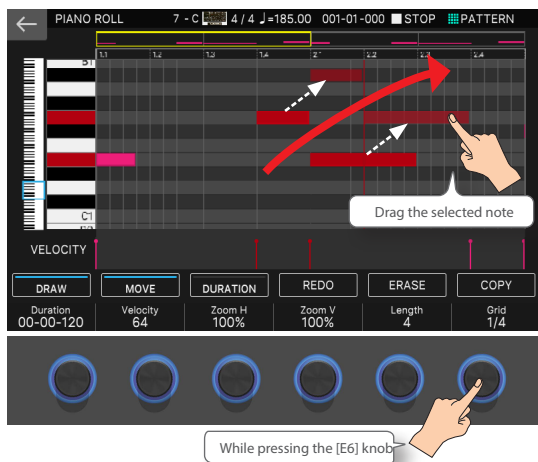 PIANO ROLL 7 - C 4 / 4 ♩=185.00 001-01-000 STOP PATTERN
1.1 1.2 1.3 1.4 2.2 2.3 2.4
B1
C1
Drag the selected note
VELOCITY
DRAW MOVE DURATION REDO ERASE COPY
Duration Velocity Zoom H Zoom V Length Grid
00-00-120 64 100% 100% 4 1/4
While pressing the [E6] knob